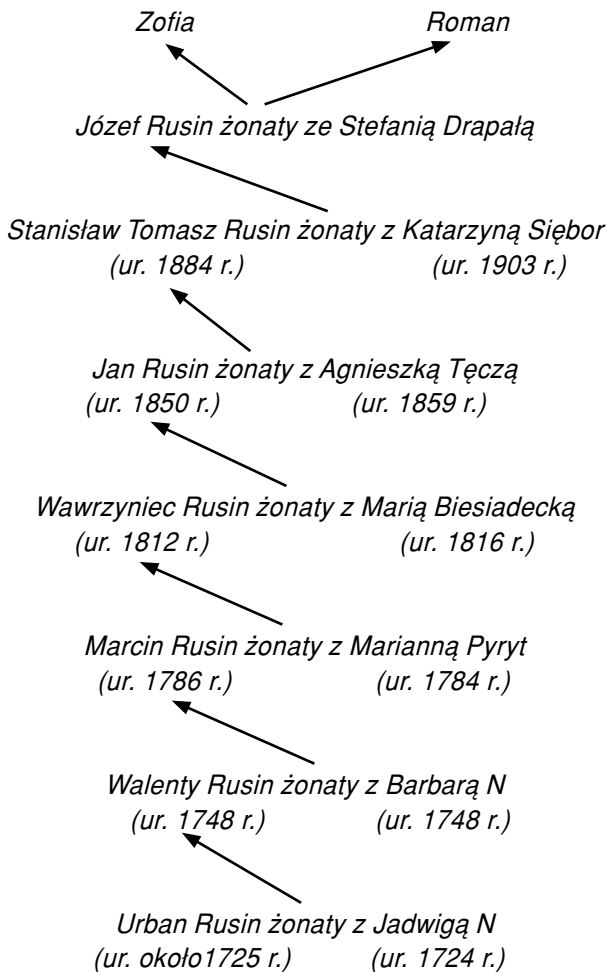 Zofia Roman
Józef Rusin żonaty ze Stefanią Drapałą
Stanisław Tomasz Rusin żonaty z Katarzyną Siębor
(ur. 1884 r.) (ur. 1903 r.)
Jan Rusin żonaty z Agnieszką Tęczą
(ur. 1850 r.) (ur. 1859 r.)
Wawrzyniec Rusin żonaty z Marią Biesiadecką
(ur. 1812 r.) (ur. 1816 r.)
Marcin Rusin żonaty z Marianną Pyryt
(ur. 1786 r.) (ur. 1784 r.)
Walenty Rusin żonaty z Barbarą N
(ur. 1748 r.) (ur. 1748 r.)
Urban Rusin żonaty z Jadwigą N
(ur. około1725 r.) (ur. 1724 r.)